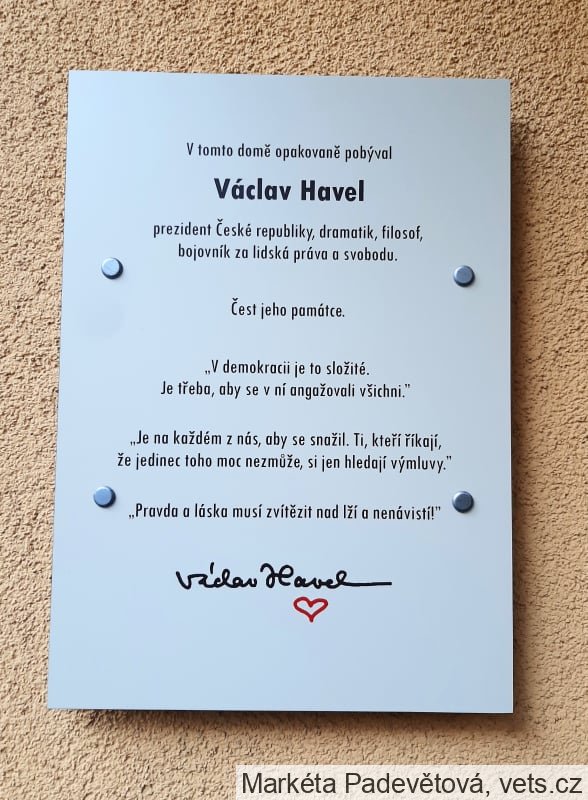 V tomto domě opakovaně pobýval
Václav Havel
prezident České republiky, dramatik, filosof,
bojovník za lidská práva a svobodu.
Čest jeho památce.
„V demokracii je to složité.
Je třeba, aby se v ní angažovali všichni.”
„Je na každém z nás, aby se snažil. Ti, kteří říkají,
že jedinec toho moc nezmůže, si jen hledají výmluvy.”
„Pravda a láska musí zvítězit nad lží a nenávistí!”
Václav Havel
Markéta Padevětová, vets.cz